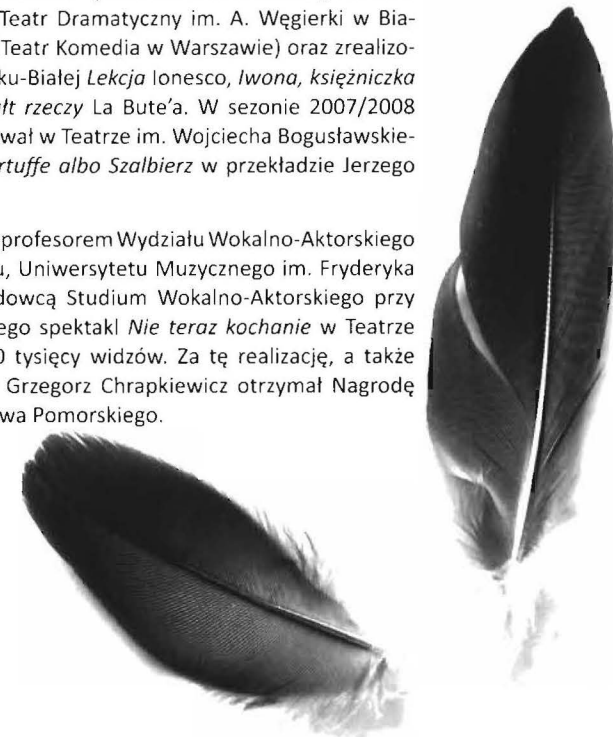 Teatr Dramatyczny im. A. Węgierki w Bia-
Teatr Komedia w Warszawie) oraz zrealizo-
ku-Białej Lekcja Ionesco, Iwona, księżniczka
łt rzeczy La Bute'a. W sezonie 2007/2008
wał w Teatrze im. Wojciecha Bogusławskie-
rtuffe albo Szalbierz w przekładzie Jerzego
profesorem Wydziału Wokalno-Aktorskiego
u, Uniwersytetu Muzycznego im. Fryderyka
dowcą Studium Wokalno-Aktorskiego przy
ego spektakl Nie teraz kochanie w Teatrze
0 tysięcy widzów. Za tę realizację, a także
Grzegorz Chrapkiewicz otrzymał Nagrodę
wa Pomorskiego.